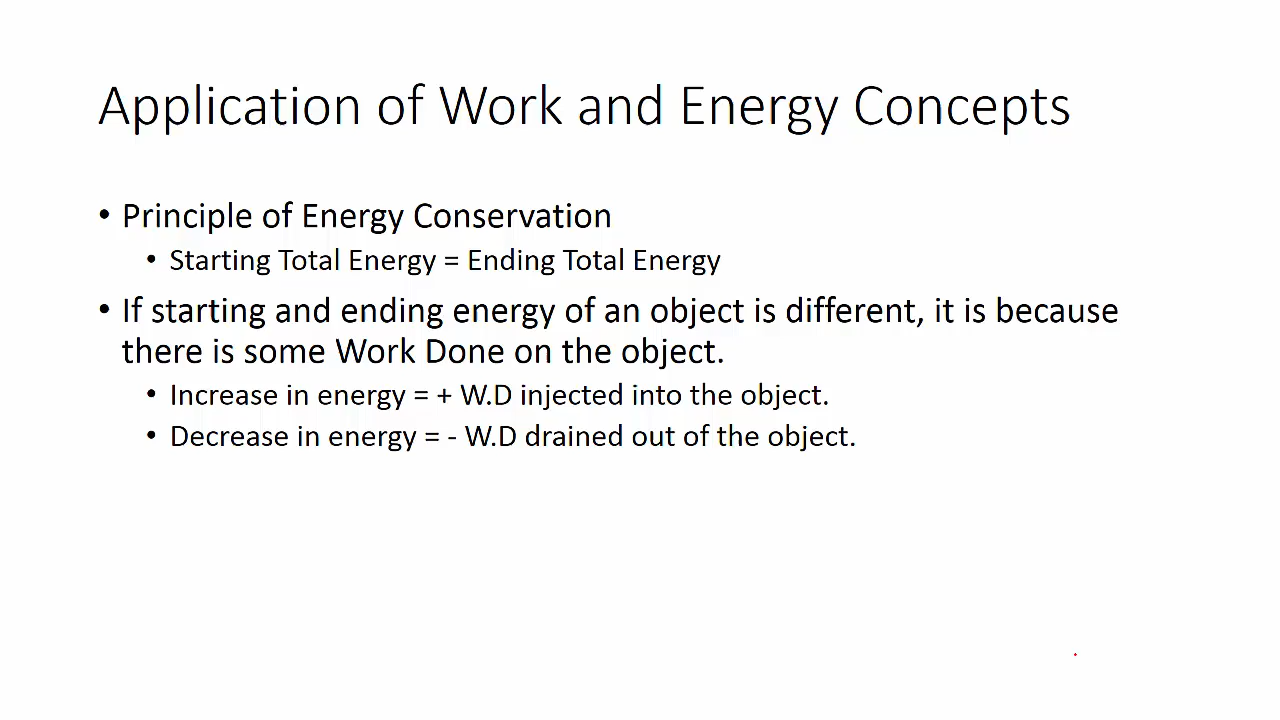 Application of Work and Energy Concepts
• Principle of Energy Conservation
• Starting Total Energy = Ending Total Energy
• If starting and ending energy of an object is different, it is because
there is some Work Done on the object.
• Increase in energy = + W.D injected into the object.
• Decrease in energy = - W.D drained out of the object.